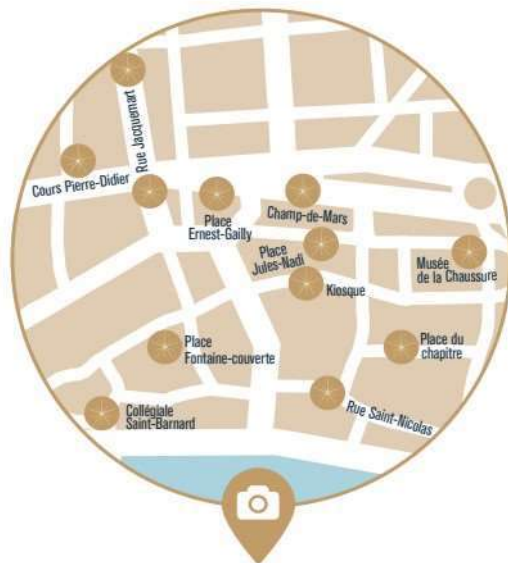 Rue Jacquemart
Cours Pierre-Didier
Place
Ernest-Gailly
Champ-de-Mars
Place
Jules-Nadi
Musée
de la Chaussure
Kiosque
Place
Fontaine-couverte
Place du
chapitre
Collégiale
Saint-Barnard
Rue Saint-Nicolas